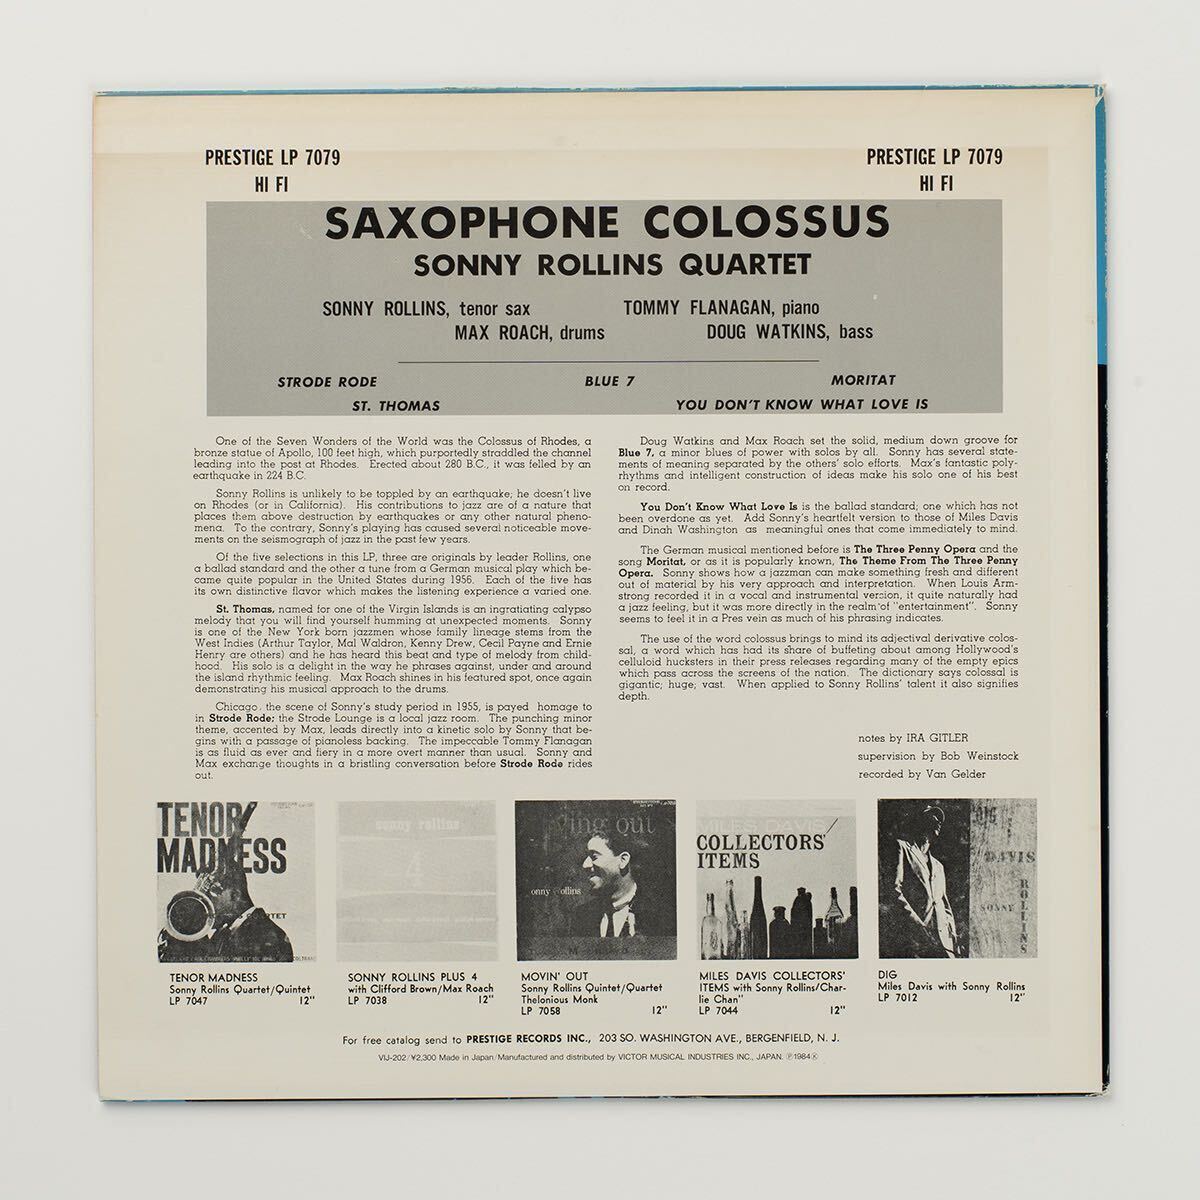 PRESTIGE LP 7079
HI FI
PRESTIGE LP 7079
HI FI
SAXOPHONE COLOSSUS
SONNY ROLLINS QUARTET
SONNY ROLLINS, tenor sax TOMMY FLANAGAN, piano
MAX ROACH, drums DOUG WATKINS, bass
STRODE RODE BLUE 7 MORITAT
ST. THOMAS YOU DON'T KNOW WHAT LOVE IS
One of the Seven Wonders of the World was the Colossus of Rhodes, a
bronze statue of Apollo, 100 feet high, which purportedly straddled the channel
leading into the post at Rhodes. Erected about 280 B.C., it was felled by an
earthquake in 224 B.C.
Sonny Rollins is unlikely to be toppled by an earthquake; he doesn't live
on Rhodes (or in California). His contributions to jazz are of a nature that
places them above destruction by earthquakes or any other natural pheno-
mena. To the contrary, Sonny's playing has caused several noticeable move-
ments on the seismograph of jazz in the past few years.
Of the five selections in this LP, three are originals by leader Rollins, one
a ballad standard and the other a tune from a German musical play which be-
came quite popular in the United States during 1956. Each of the five has
its own distinctive flavor which makes the listening experience a varied one.
St. Thomas, named for one of the Virgin Islands is an ingratiating calypso
melody that you will find yourself humming at unexpected moments. Sonny
is one of the New York born jazzmen whose family lineage stems from the
West Indies (Arthur Taylor, Mal Waldron, Kenny Drew, Cecil Payne and Ernie
Henry are others) and he has heard this beat and type of melody from child-
hood. His solo is a delight in the way he phrases against, under and around
the island rhythmic feeling. Max Roach shines in his featured spot, once again
demonstrating his musical approach to the drums.
Chicago, the scene of Sonny's study period in 1955, is payed homage to
in Strode Rode; the Strode Lounge is a local jazz room. The punching minor
theme, accented by Max, leads directly into a kinetic solo by Sonny that be-
gins with a passage of pianoless backing. The impeccable Tommy Flanagan
is as fluid as ever and fiery in a more overt manner than usual. Sonny and
Max exchange thoughts in a bristling conversation before Strode Rode rides
out.
Doug Watkins and Max Roach set the solid, medium down groove for
Blue 7, a minor blues of power with solos by all. Sonny has several state-
ments of meaning separated by the others' solo efforts. Max's fantastic poly-
rhythms and intelligent construction of ideas make his solo one of his best
on record.
You Don't Know What Love Is is the ballad standard; one which has not
been overdone as yet. Add Sonny's heartfelt version to those of Miles Davis
and Dinah Washington as meaningful ones that come immediately to mind.
The German musical mentioned before is The Three Penny Opera and the
song Moritat, or as it is popularly known, The Theme From The Three Penny
Opera. Sonny shows how a jazzman can make something fresh and different
out of material by his very approach and interpretation. When Louis Arm-
strong recorded it in a vocal and instrumental version, it quite naturally had
a jazz feeling, but it was more directly in the realm of "entertainment". Sonny
seems to feel it in a Pres vein as much of his phrasing indicates.
The use of the word colossus brings to mind its adjectival derivative colos-
sal, a word which has had its share of buffeting about among Hollywood's
celluloid hucksters in their press releases regarding many of the empty epics
which pass across the screens of the nation. The dictionary says colossal is
gigantic; huge; vast. When applied to Sonny Rollins' talent it also signifies
depth.
notes by IRA GITLER
supervision by Bob Weinstock
recorded by Van Gelder
TENOR
MADNESS
sonny rollins
4
ing out
onny ollins
MILES DAVIS
COLLECTORS'
ITEMS
DIG
DAVIS
SONNY
ROLLINS
TENOR MADNESS
Sonny Rollins Quartet/Quintet
LP 7047 12"
SONNY ROLLINS PLUS 4
with Clifford Brown/Max Roach
LP 7038 12"
MOVIN' OUT
Sonny Rollins Quintet/Quartet
Thelonious Monk
LP 7058 12"
MILES DAVIS COLLECTORS'
ITEMS with Sonny Rollins/Char-
lie Chan"
LP 7044 12"
DIG
Miles Davis with Sonny Rollins
LP 7012 12"
For free catalog send to PRESTIGE RECORDS INC., 203 SO. WASHINGTON AVE., BERGENFIELD, N. J.
VIJ-202/¥2,300 Made in Japan/Manufactured and distributed by VICTOR MUSICAL INDUSTRIES INC., JAPAN. Ⓟ1984Ⓚ